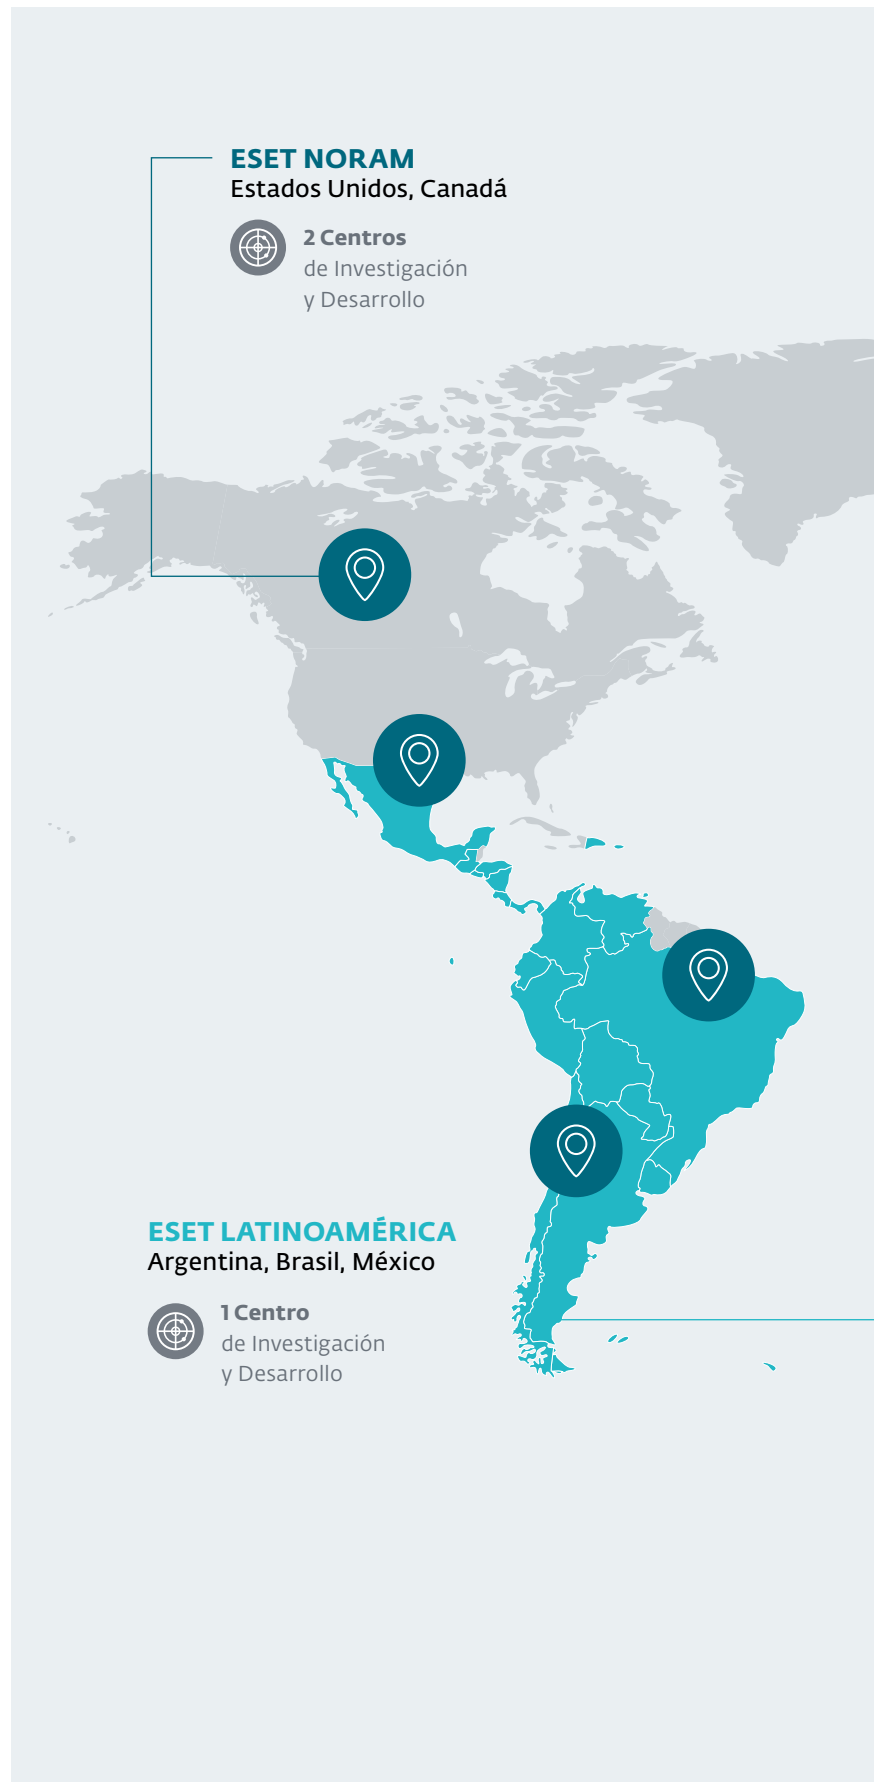 ESET NORAM
Estados Unidos, Canadá
2 Centros
de Investigación
y Desarrollo
ESET LATINOAMÉRICA
Argentina, Brasil, México
1 Centro
de Investigación
y Desarrollo